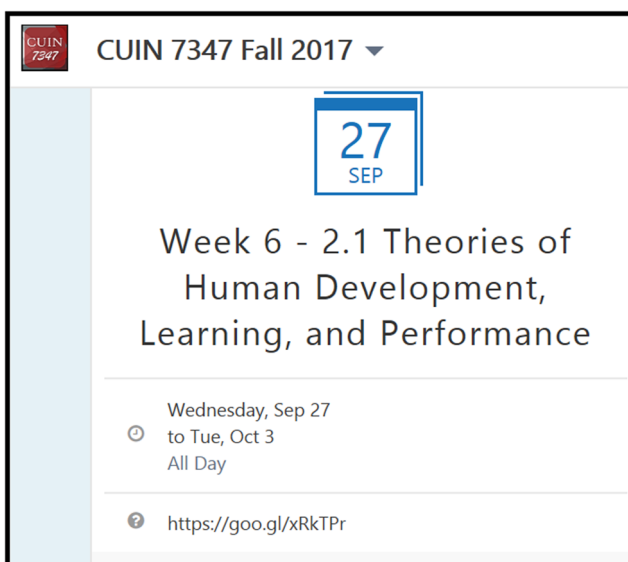 CUIN
7347
CUIN 7347 Fall 2017
27
SEP
Week 6 - 2.1 Theories of
Human Development,
Learning, and Performance
Wednesday, Sep 27
to Tue, Oct 3
All Day
https://goo.gl/xRkTPr